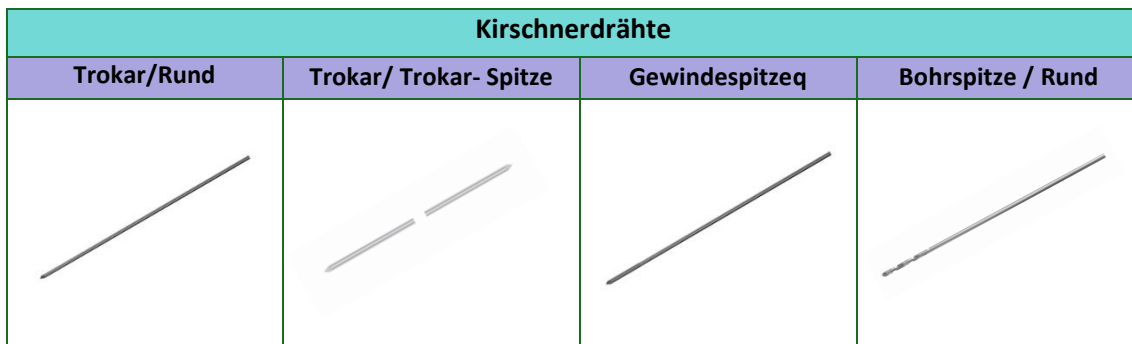 Kirschnerdrähte
Trokar/Rund
Trokar/ Trokar- Spitze
Gewindespitzeq
Bohrspitze / Rund